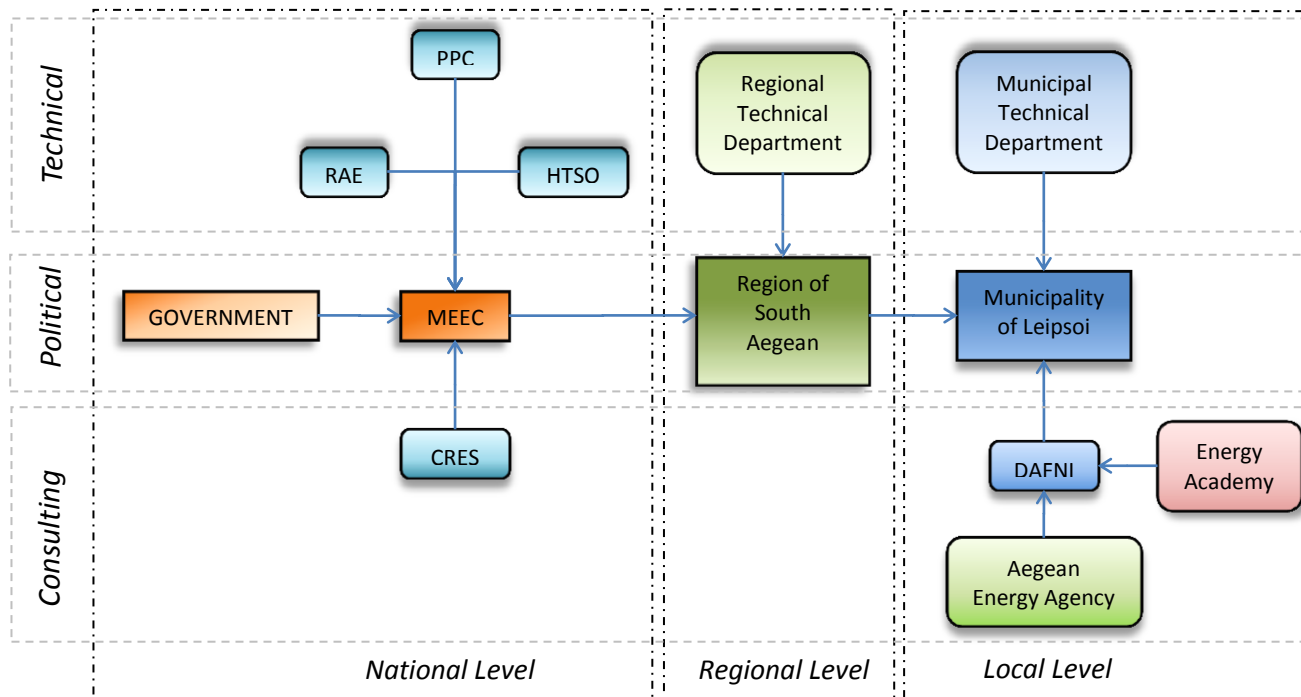 Technical
PPC
RAE
HTSO
Regional
Technical
Department
Municipal
Technical
Department
Political
GOVERNMENT
MEEC
Region of
South
Aegean
Municipality
of Leipsoi
Consulting
CRES
DAFNI
Energy
Academy
Aegean
Energy Agency
National Level
Regional Level
Local Level